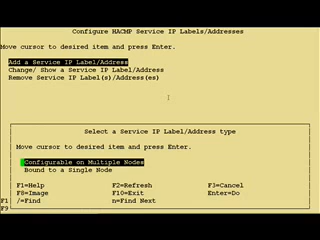 Configure HACMP Service IP Labels/Addresses
Move cursor to desired item and press Enter.
Add a Service IP Label/Address
Change/ Show a Service IP Label/Address
Remove Service IP Label(s)/Address(es)
Select a Service IP Label/Address type
Move cursor to desired item and press Enter.
Configurable on Multiple Nodes
Bound to a Single Node
F1=Help F2=Refresh F3=Cancel
F8=Image F10=Exit Enter=Do
F1 /=Find n=Find Next
F9